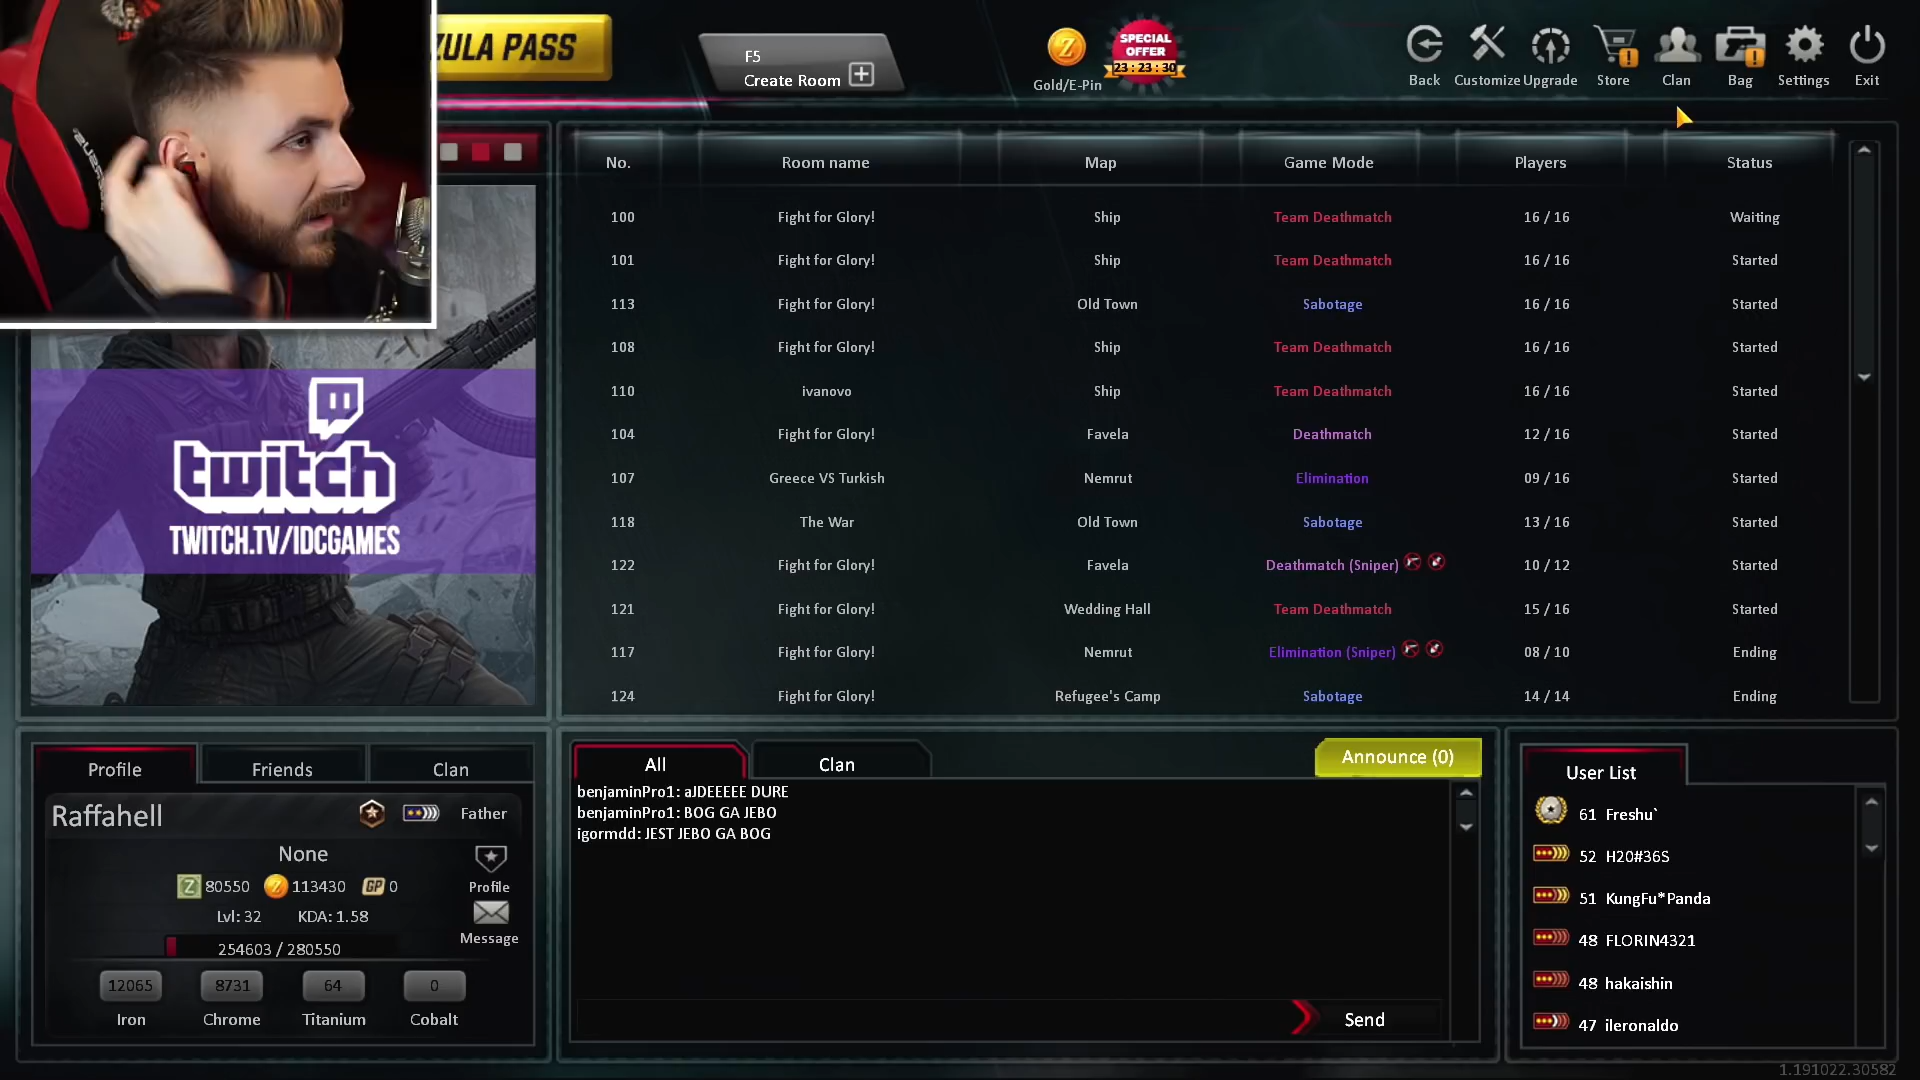 ZULA PASS
F5
Create Room
Gold/E-Pin
SPECIAL
OFFER
23:23:30
Back
Customize
Upgrade
Store
Clan
Bag
Settings
Exit
No. Room name Map Game Mode Players Status
100 Fight for Glory! Ship Team Deathmatch 16 / 16 Waiting
101 Fight for Glory! Ship Team Deathmatch 16 / 16 Started
113 Fight for Glory! Old Town Sabotage 16 / 16 Started
108 Fight for Glory! Ship Team Deathmatch 16 / 16 Started
110 ivanovo Ship Team Deathmatch 16 / 16 Started
104 Fight for Glory! Favela Deathmatch 12 / 16 Started
107 Greece VS Turkish Nemrut Elimination 09 / 16 Started
118 The War Old Town Sabotage 13 / 16 Started
122 Fight for Glory! Favela Deathmatch (Sniper) 10 / 12 Started
121 Fight for Glory! Wedding Hall Team Deathmatch 15 / 16 Started
117 Fight for Glory! Nemrut Elimination (Sniper) 08 / 10 Ending
124 Fight for Glory! Refugee's Camp Sabotage 14 / 14 Ending
twitch
TWITCH.TV/IDCGAMES
Profile Friends Clan
Raffahell Father
None
80550 113430 GP 0
Profile
Lvl: 32 KDA: 1.58
Message
254603 / 280550
12065 8731 64 0
Iron Chrome Titanium Cobalt
All Clan
Announce (0)
benjaminPro1: aJDEEEEE DURE
benjaminPro1: BOG GA JEBO
igormdd: JEST JEBO GA BOG
Send
User List
61 Freshu`
52 H20#36S
51 KungFu*Panda
48 FLORIN4321
48 hakaishin
47 ileronaldo
1.191022.30582